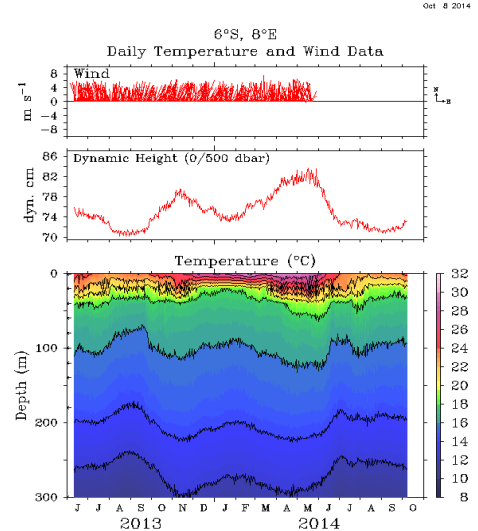 Oct 8 2014
6°S, 8°E
Daily Temperature and Wind Data
Wind
m s⁻¹
8
4
0
-4
-8
N
E
Dynamic Height (0/500 dbar)
dyn. cm
86
82
78
74
70
Temperature (°C)
Depth (m)
0
100
200
300
32
30
28
26
24
22
20
18
16
14
12
10
8
J J A S O N D J F M A M J J A S O
2013 2014